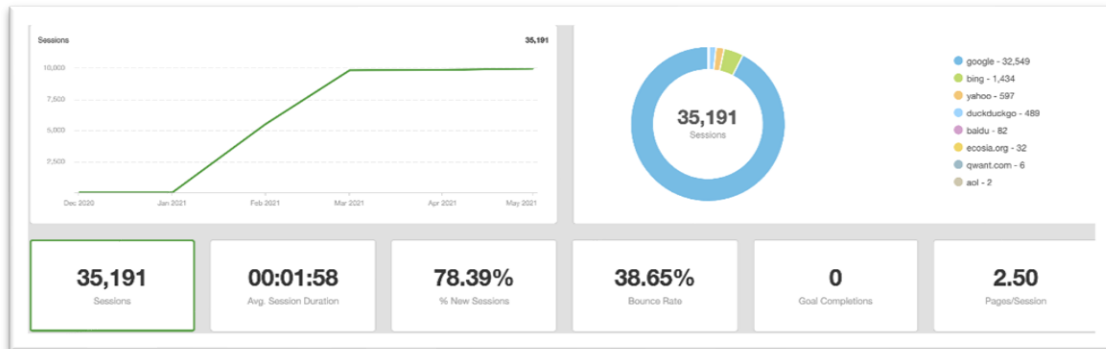 Sessions 35,191
10,000
7,500
5,000
2,500
Dec 2020 Jan 2021 Feb 2021 Mar 2021 Apr 2021 May 2021
35,191
Sessions
google - 32,549
bing - 1,434
yahoo - 597
duckduckgo - 489
baidu - 82
ecosia.org - 32
qwant.com - 6
aol - 2
35,191
Sessions
00:01:58
Avg. Session Duration
78.39%
% New Sessions
38.65%
Bounce Rate
0
Goal Completions
2.50
Pages/Session